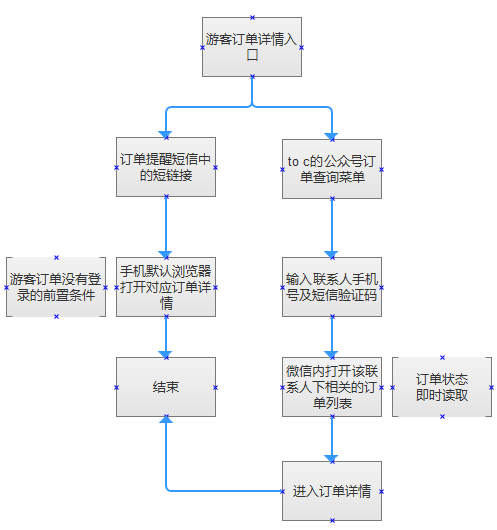 游客订单详情入
口
订单提醒短信中
的短链接
to c的公众号订
单查询菜单
游客订单没有登
录的前置条件
手机默认浏览器
打开对应订单详
情
输入联系人手机
号及短信验证码
结束
微信内打开该联
系人下相关的订
单列表
订单状态
即时读取
进入订单详情